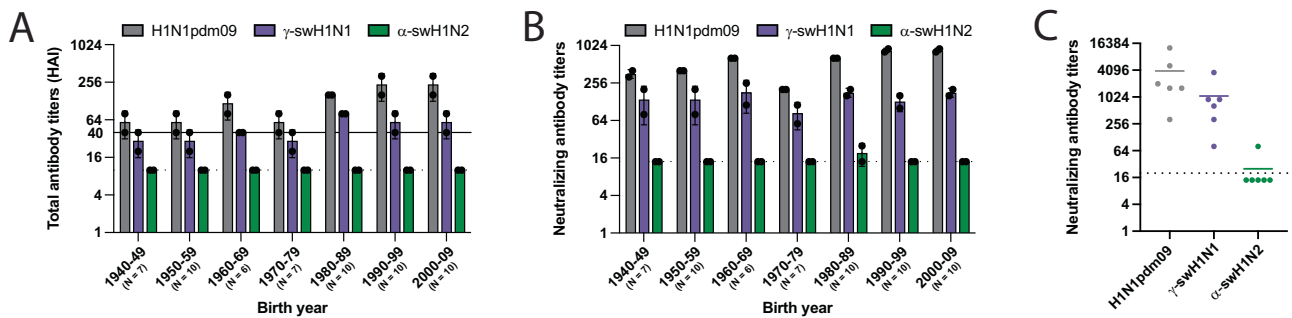 A
H1N1pdm09 γ-swH1N1 α-swH1N2
Total antibody titers (HAI)
1024
256
64
40
16
4
1
1940-49 (N = 7)
1950-59 (N = 10)
1960-69 (N = 6)
1970-79 (N = 7)
1980-89 (N = 10)
1990-99 (N = 10)
2000-09 (N = 10)
Birth year
B
H1N1pdm09 γ-swH1N1 α-swH1N2
Neutralizing antibody titers
1024
256
64
16
4
1
1940-49 (N = 7)
1950-59 (N = 10)
1960-69 (N = 6)
1970-79 (N = 7)
1980-89 (N = 10)
1990-99 (N = 10)
2000-09 (N = 10)
Birth year
C
Neutralizing antibody titers
16384
4096
1024
256
64
16
4
1
H1N1pdm09
γ-swH1N1
α-swH1N2